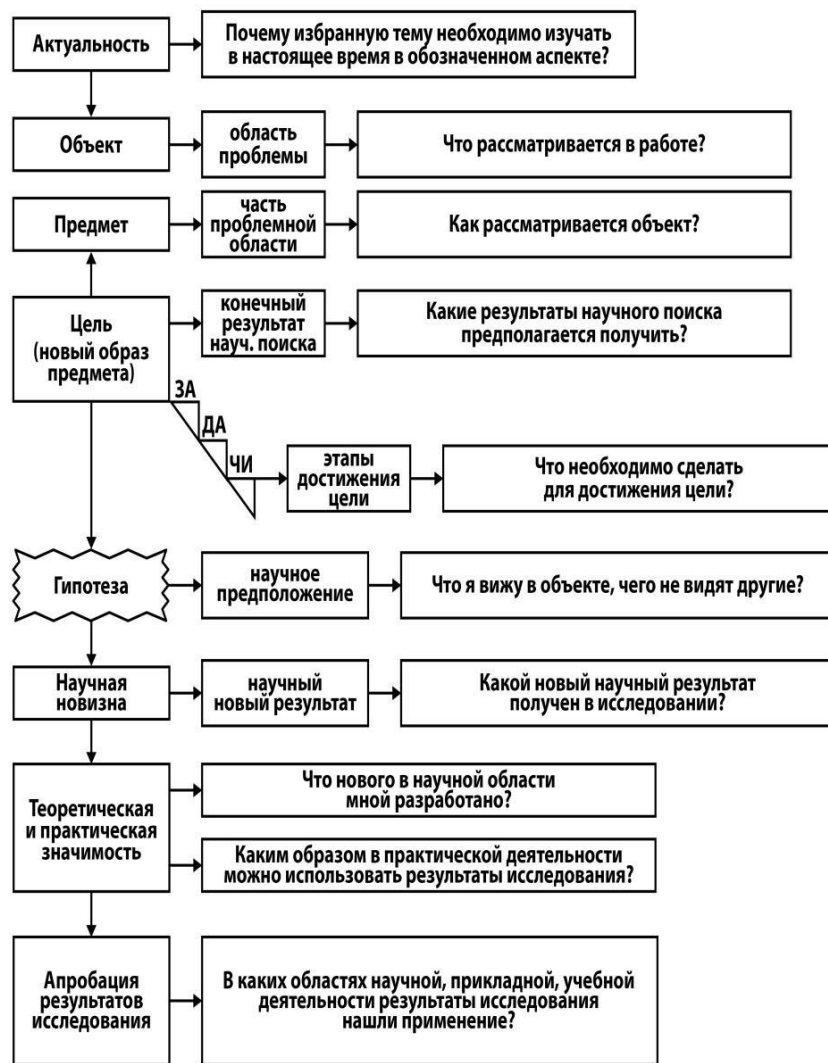 Актуальность
Почему избранную тему необходимо изучать
в настоящее время в обозначенном аспекте?
Объект
область
проблемы
Что рассматривается в работе?
Предмет
часть
проблемной
области
Как рассматривается объект?
Цель
(новый образ
предмета)
конечный
результат
науч. поиска
Какие результаты научного поиска
предполагается получить?
ЗА
ДА
ЧИ
этапы
достижения
цели
Что необходимо сделать
для достижения цели?
Гипотеза
научное
предположение
Что я вижу в объекте, чего не видят другие?
Научная
новизна
научный
новый результат
Какой новый научный результат
получен в исследовании?
Теоретическая
и практическая
значимость
Что нового в научной области
мной разработано?
Каким образом в практической деятельности
можно использовать результаты исследования?
Апробация
результатов
исследования
В каких областях научной, прикладной, учебной
деятельности результаты исследования
нашли применение?